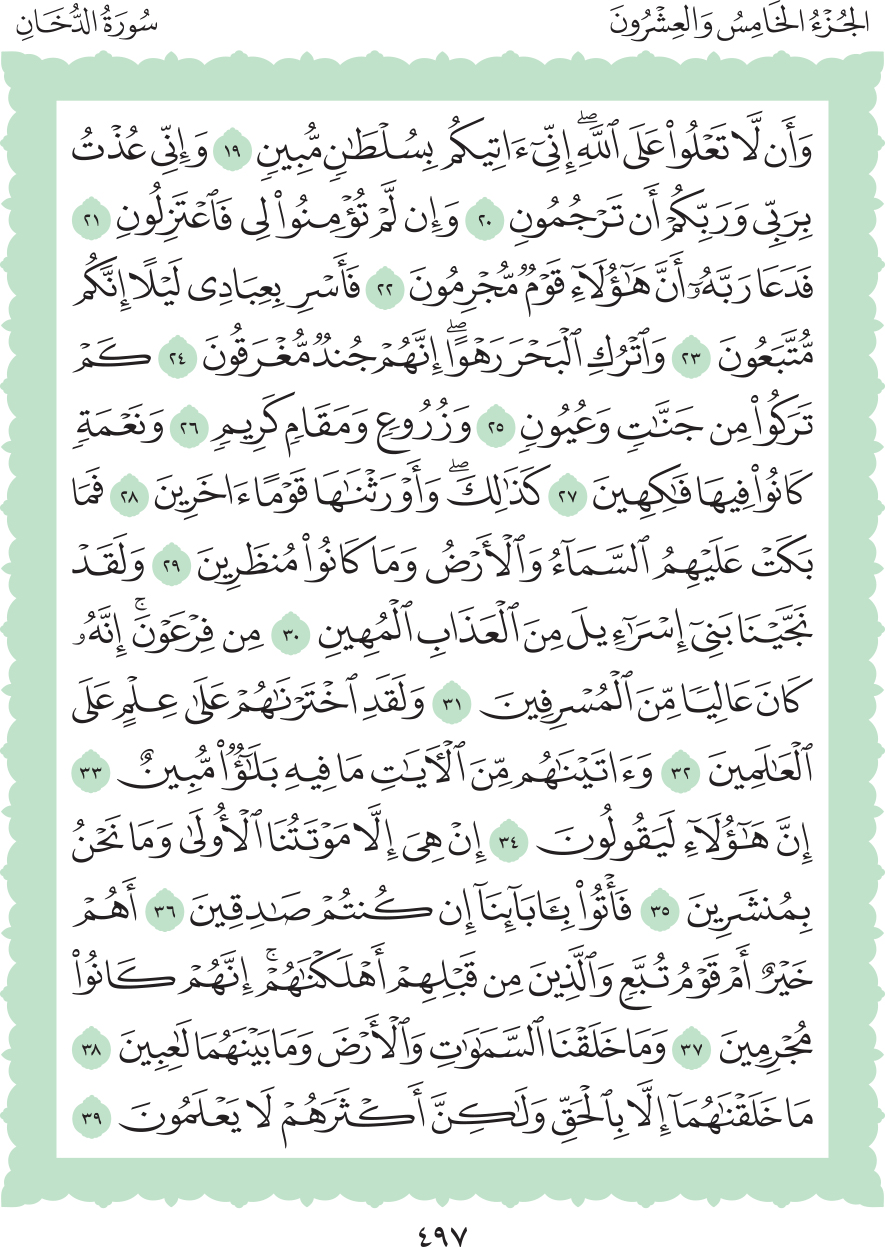 الجُزْءُ الخَامِسُ وَالعِشْرُونَ
سُورَةُ الدُّخَانِ
وَأَن لَّا تَعْلُوا۟ عَلَى ٱللَّهِ ۖ إِنِّىٓ ءَاتِيكُم بِسُلْطَـٰنٍ مُّبِينٍ ١٩ وَإِنِّى عُذْتُ
بِرَبِّى وَرَبِّكُمْ أَن تَرْجُمُونِ ٢٠ وَإِن لَّمْ تُؤْمِنُوا۟ لِى فَٱعْتَزِلُونِ ٢١
فَدَعَا رَبَّهُۥٓ أَنَّ هَـٰٓؤُلَآءِ قَوْمٌ مُّجْرِمُونَ ٢٢ فَأَسْرِ بِعِبَادِى لَيْلًا إِنَّكُم
مُّتَّبَعُونَ ٢٣ وَٱتْرُكِ ٱلْبَحْرَ رَهْوًا ۖ إِنَّهُمْ جُندٌ مُّغْرَقُونَ ٢٤ كَمْ
تَرَكُوا۟ مِن جَنَّـٰتٍ وَعُيُونٍ ٢٥ وَزُرُوعٍ وَمَقَامٍ كَرِيمٍ ٢٦ وَنَعْمَةٍ
كَانُوا۟ فِيهَا فَـٰكِهِينَ ٢٧ كَذَٰلِكَ ۖ وَأَوْرَثْنَـٰهَا قَوْمًا ءَاخَرِينَ ٢٨ فَمَا
بَكَتْ عَلَيْهِمُ ٱلسَّمَآءُ وَٱلْأَرْضُ وَمَا كَانُوا۟ مُنظَرِينَ ٢٩ وَلَقَدْ
نَجَّيْنَا بَنِىٓ إِسْرَٰٓءِيلَ مِنَ ٱلْعَذَابِ ٱلْمُهِينِ ٣٠ مِن فِرْعَوْنَ ۚ إِنَّهُۥ
كَانَ عَالِيًا مِّنَ ٱلْمُسْرِفِينَ ٣١ وَلَقَدِ ٱخْتَرْنَـٰهُمْ عَلَىٰ عِلْمٍ عَلَى
ٱلْعَـٰلَمِينَ ٣٢ وَءَاتَيْنَـٰهُم مِّنَ ٱلْـَٔايَـٰتِ مَا فِيهِ بَلَـٰٓؤٌا۟ مُّبِينٌ ٣٣
إِنَّ هَـٰٓؤُلَآءِ لَيَقُولُونَ ٣٤ إِنْ هِىَ إِلَّا مَوْتَتُنَا ٱلْأُولَىٰ وَمَا نَحْنُ
بِمُنشَرِينَ ٣٥ فَأْتُوا۟ بِـَٔابَآئِنَآ إِن كُنتُمْ صَـٰدِقِينَ ٣٦ أَهُمْ
خَيْرٌ أَمْ قَوْمُ تُبَّعٍ وَٱلَّذِينَ مِن قَبْلِهِمْ أَهْلَكْنَـٰهُمْ ۚ إِنَّهُمْ كَانُوا۟
مُجْرِمِينَ ٣٧ وَمَا خَلَقْنَا ٱلسَّمَـٰوَٰتِ وَٱلْأَرْضَ وَمَا بَيْنَهُمَا لَـٰعِبِينَ ٣٨
مَا خَلَقْنَـٰهُمَآ إِلَّا بِٱلْحَقِّ وَلَـٰكِنَّ أَكْثَرَهُمْ لَا يَعْلَمُونَ ٣٩
٤٩٧